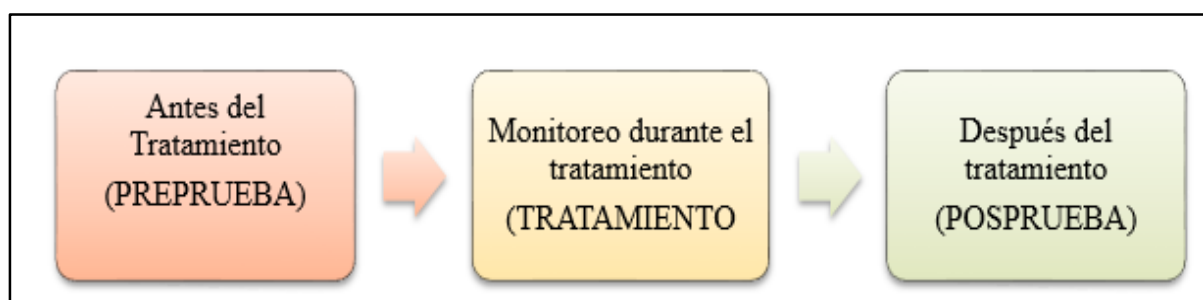 Antes del
Tratamiento
(PREPRUEBA)
Monitoreo durante el
tratamiento
(TRATAMIENTO
Después del
tratamiento
(POSPRUEBA)